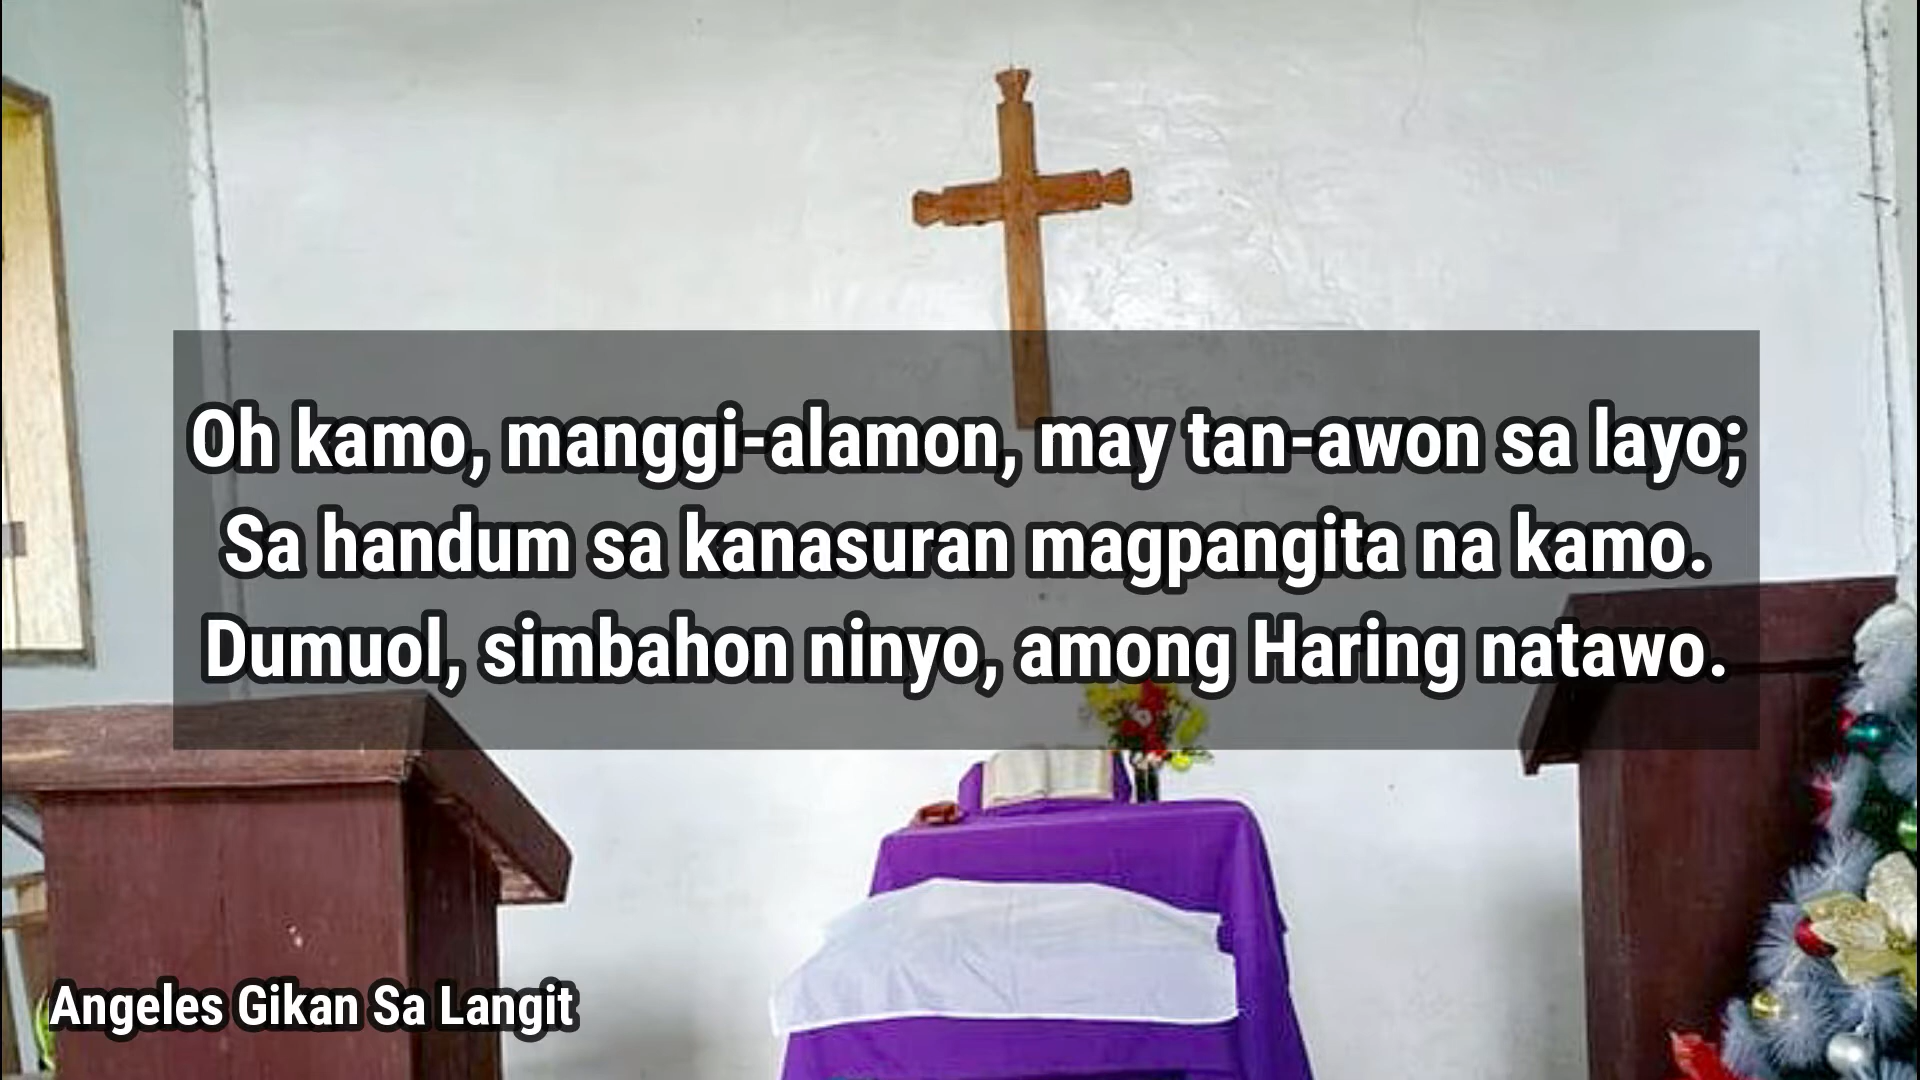 Oh kamo, manggi-alamon, may tan-awon sa layo;
Sa handum sa kanasuran magpangita na kamo.
Dumuol, simbahon ninyo, among Haring natawo.
Angeles Gikan Sa Langit